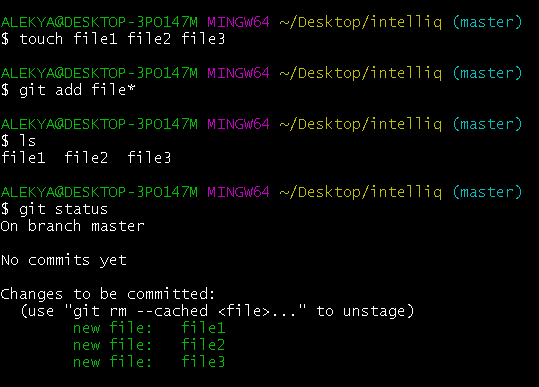 ALEKYA@DESKTOP-3PO147M MINGW64 ~/Desktop/intelliq (master)
$ touch file1 file2 file3
ALEKYA@DESKTOP-3PO147M MINGW64 ~/Desktop/intelliq (master)
$ git add file*
ALEKYA@DESKTOP-3PO147M MINGW64 ~/Desktop/intelliq (master)
$ ls
file1  file2  file3
ALEKYA@DESKTOP-3PO147M MINGW64 ~/Desktop/intelliq (master)
$ git status
On branch master
No commits yet
Changes to be committed:
  (use "git rm --cached <file>..." to unstage)
        new file:   file1
        new file:   file2
        new file:   file3